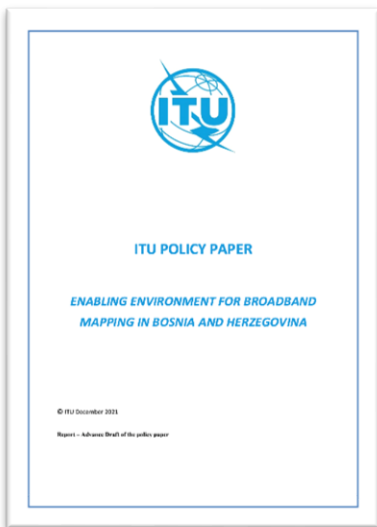 ITU
ITU POLICY PAPER
ENABLING ENVIRONMENT FOR BROADBAND
MAPPING IN BOSNIA AND HERZEGOVINA
© ITU December 2021
Report – Advance Draft of the policy paper